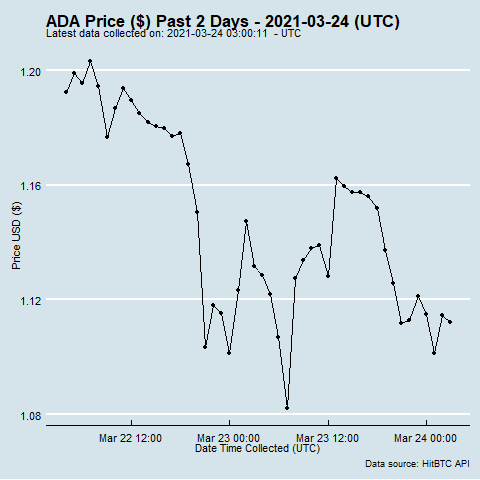 ADA Price ($) Past 2 Days - 2021-03-24 (UTC)
Latest data collected on: 2021-03-24 03:00:11 - UTC
1.20
1.16
Price USD ($)
1.12
1.08
Mar 22 12:00 Mar 23 00:00 Mar 23 12:00 Mar 24 00:00
Date Time Collected (UTC)
Data source: HitBTC API